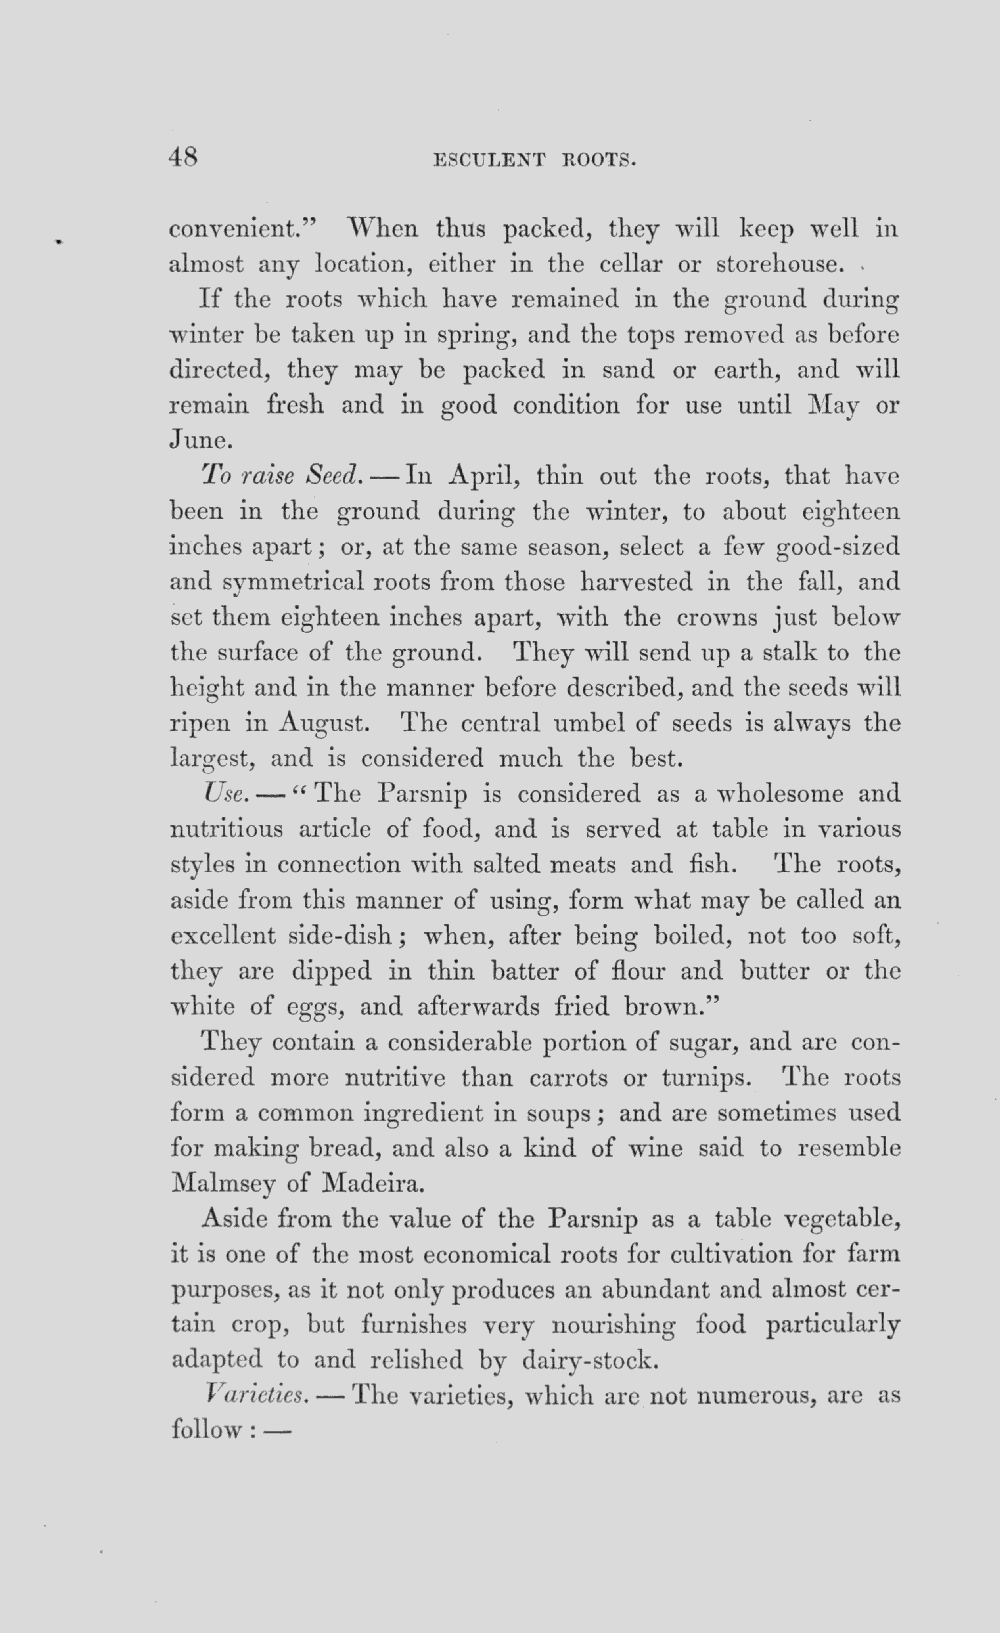 48 ESCULENT ROOTS.
convenient.” When thus packed, they will keep well in
almost any location, either in the cellar or storehouse.
If the roots which have remained in the ground during
winter be taken up in spring, and the tops removed as before
directed, they may be packed in sand or earth, and will
remain fresh and in good condition for use until May or
June.
To raise Seed. — In April, thin out the roots, that have
been in the ground during the winter, to about eighteen
inches apart; or, at the same season, select a few good-sized
and symmetrical roots from those harvested in the fall, and
set them eighteen inches apart, with the crowns just below
the surface of the ground. They will send up a stalk to the
height and in the manner before described, and the seeds will
ripen in August. The central umbel of seeds is always the
largest, and is considered much the best.
Use. — “ The Parsnip is considered as a wholesome and
nutritious article of food, and is served at table in various
styles in connection with salted meats and fish. The roots,
aside from this manner of using, form what may be called an
excellent side-dish; when, after being boiled, not too soft,
they are dipped in thin batter of flour and butter or the
white of eggs, and afterwards fried brown.”
They contain a considerable portion of sugar, and are con-
sidered more nutritive than carrots or turnips. The roots
form a common ingredient in soups; and are sometimes used
for making bread, and also a kind of wine said to resemble
Malmsey of Madeira.
Aside from the value of the Parsnip as a table vegetable,
it is one of the most economical roots for cultivation for farm
purposes, as it not only produces an abundant and almost cer-
tain crop, but furnishes very nourishing food particularly
adapted to and relished by dairy-stock.
Varieties. — The varieties, which are not numerous, are as
follow : —